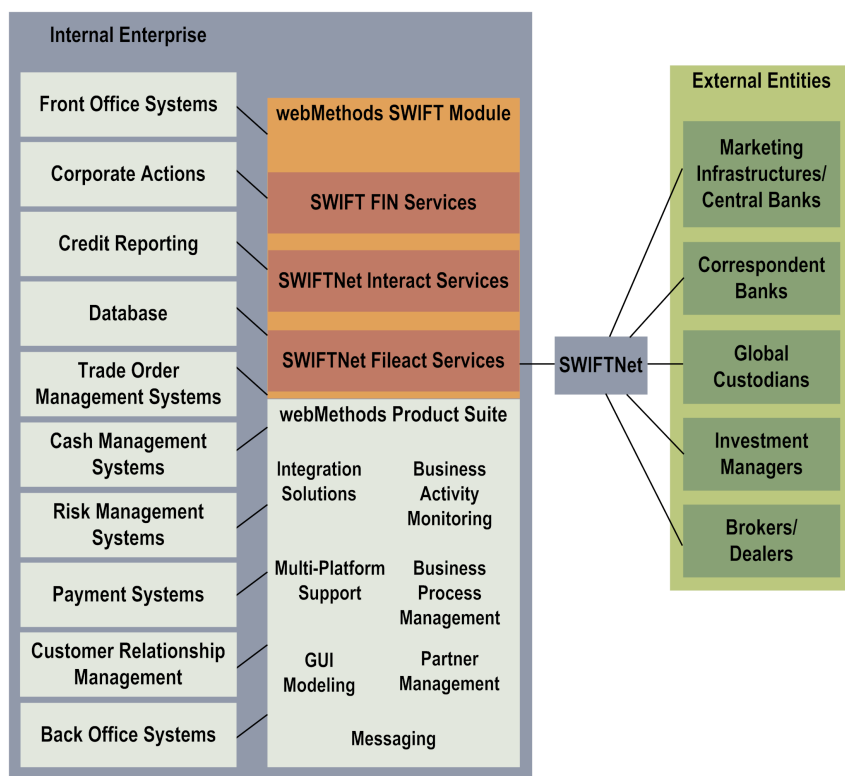 Internal Enterprise
Front Office Systems
Corporate Actions
Credit Reporting
Database
Trade Order
Management Systems
Cash Management
Systems
Risk Management
Systems
Payment Systems
Customer Relationship
Management
Back Office Systems
webMethods SWIFT Module
SWIFT FIN Services
SWIFTNet Interact Services
SWIFTNet Fileact Services
webMethods Product Suite
Integration
Solutions
Business
Activity
Monitoring
Multi-Platform
Support
Business
Process
Management
GUI
Modeling
Partner
Management
Messaging
SWIFTNet
External Entities
Marketing
Infrastructures/
Central Banks
Correspondent
Banks
Global
Custodians
Investment
Managers
Brokers/
Dealers